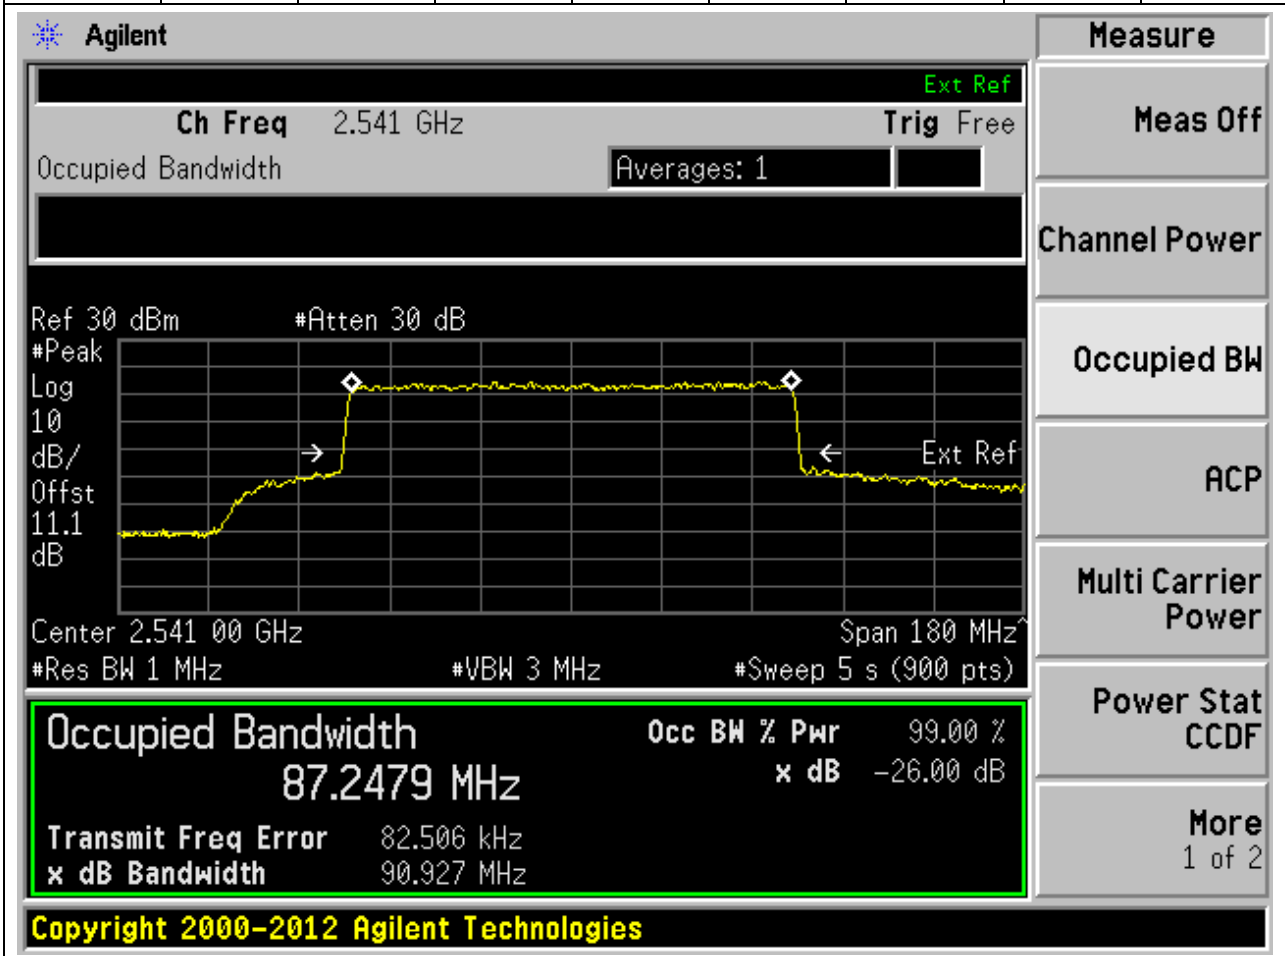 Agilent
Measure
Ext Ref
Ch Freq 2.541 GHz Trig Free
Meas Off
Occupied Bandwidth Averages: 1
Channel Power
Ref 30 dBm #Atten 30 dB
#Peak
Log
10
dB/
Offst
11.1
dB
Ext Ref
Occupied BW
ACP
Center 2.541 00 GHz Span 180 MHz^
#Res BW 1 MHz #VBW 3 MHz #Sweep 5 s (900 pts)
Multi Carrier
Power
Occupied Bandwidth Occ BW % Pwr 99.00 %
87.2479 MHz x dB -26.00 dB
Transmit Freq Error 82.506 kHz
x dB Bandwidth 90.927 MHz
Power Stat
CCDF
More
1 of 2
Copyright 2000-2012 Agilent Technologies